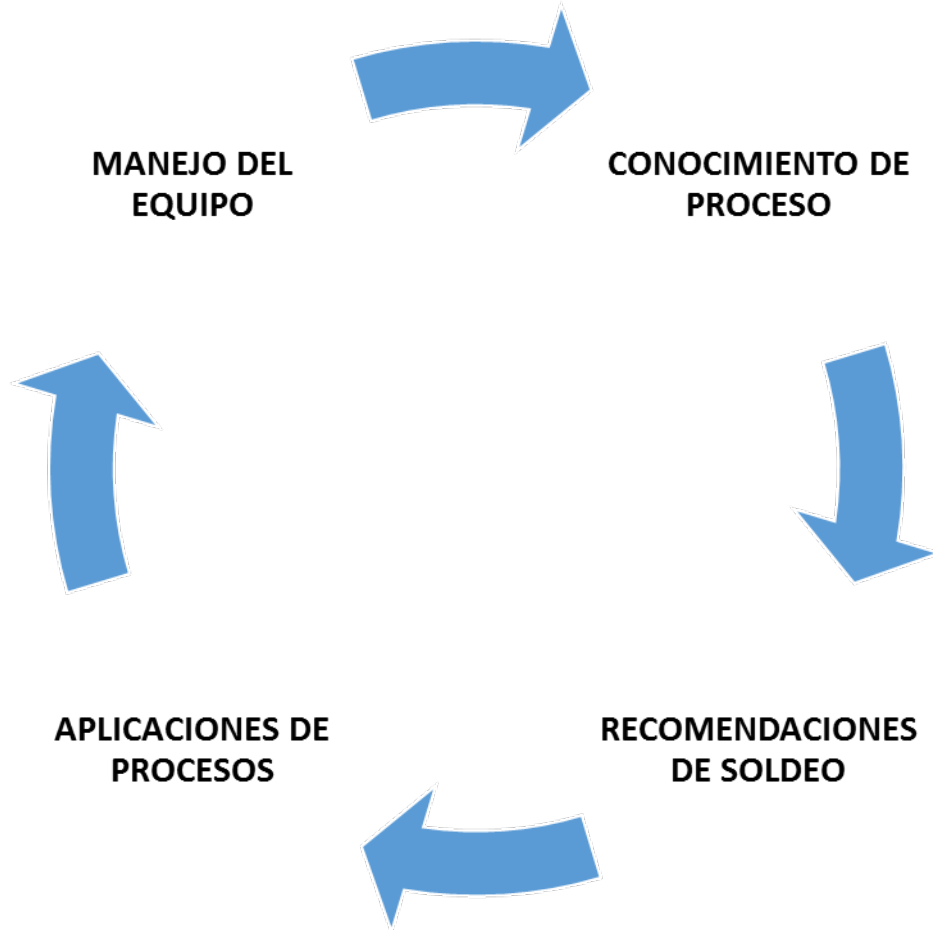 MANEJO DEL
EQUIPO
CONOCIMIENTO DE
PROCESO
RECOMENDACIONES
DE SOLDEO
APLICACIONES DE
PROCESOS